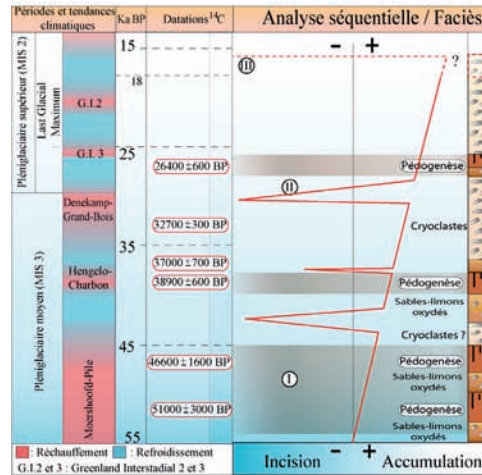 Périodes et tendances
climatiques
Ka BP
Datations ¹⁴C
Analyse séquentielle / Faciès
- +
15
18
25
35
45
55
Pléniglaciaire supérieur (MIS 2)
Last Glacial
Maximum
G.I.2
G.I. 3
Pléniglaciaire moyen (MIS 3)
Denekamp-
Grand-Bois
Hengelo-
Charbon
Moershoofd-Pile
26400±600 BP
32700±300 BP
37000±700 BP
38900±600 BP
46600±1600 BP
51000±3000 BP
III
?
II
I
Pédogenèse
Cryoclastes
Pédogenèse
Sables-limons
oxydés
Cryoclastes ?
Pédogenèse
Sables-limons
oxydés
Pédogenèse
Sables-limons
oxydés
- +
Incision Accumulation
: Réchauffement : Refroidissement
G.I.2 et 3 : Greenland Interstadial 2 et 3